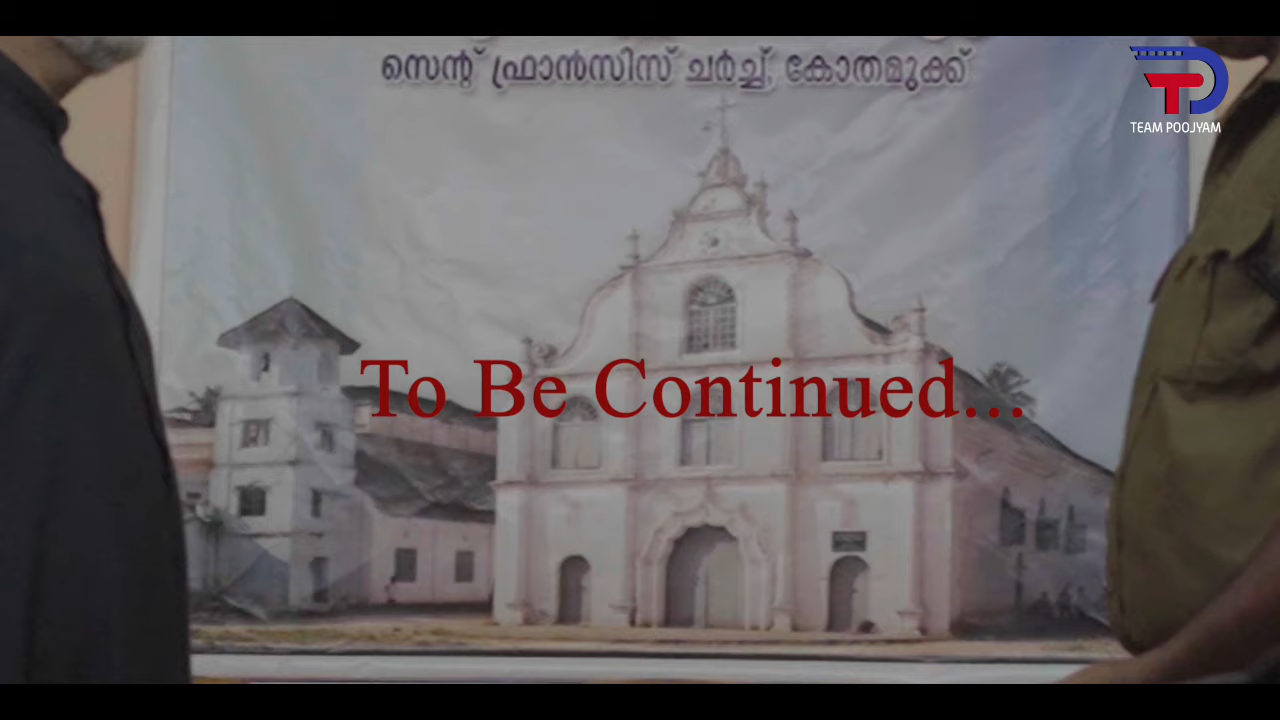 സെന്റ് ഫ്രാൻസിസ് ചർച്ച്, കോതമുക്ക്
TEAM POOJYAM
To Be Continued...